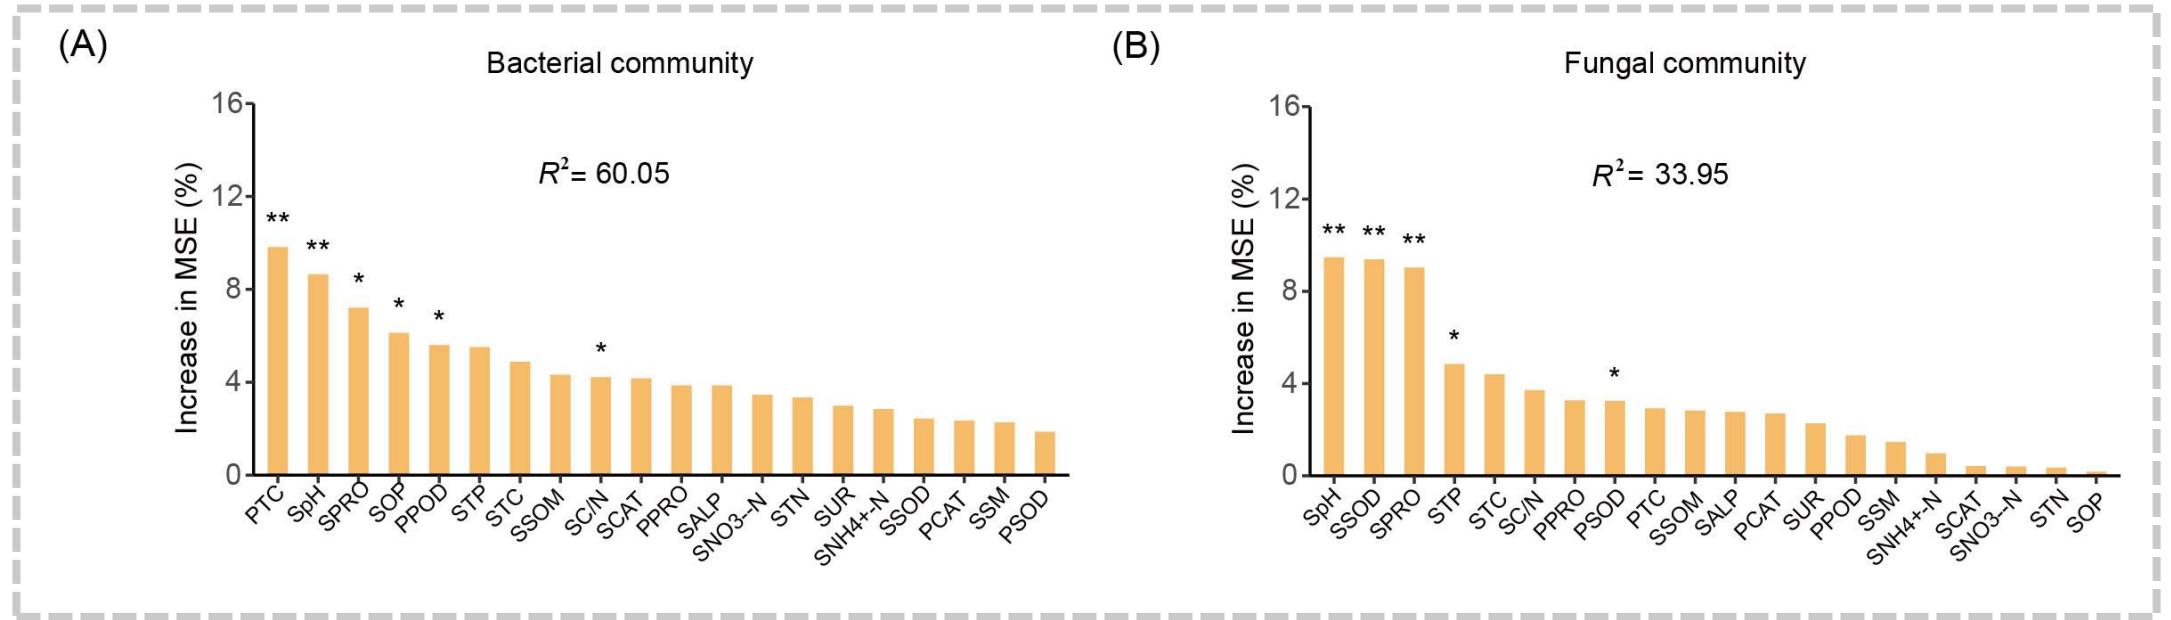 (A)
Bacterial community
R²= 60.05
Increase in MSE (%)
16
12
8
4
0
** ** * * * *
PTC SpH SPRO SOP PPOD STP STC SSOM SC/N SCAT PPRO SALP SNO3--N STN SUR SNH4+-N SSOD PCAT SSM PSOD
(B)
Fungal community
R²= 33.95
Increase in MSE (%)
16
12
8
4
0
** ** ** * *
SpH SSOD SPRO STP STC SC/N PPRO PSOD PTC SSOM SALP PCAT SUR PPOD SSM SNH4+-N SCAT SNO3--N STN SOP